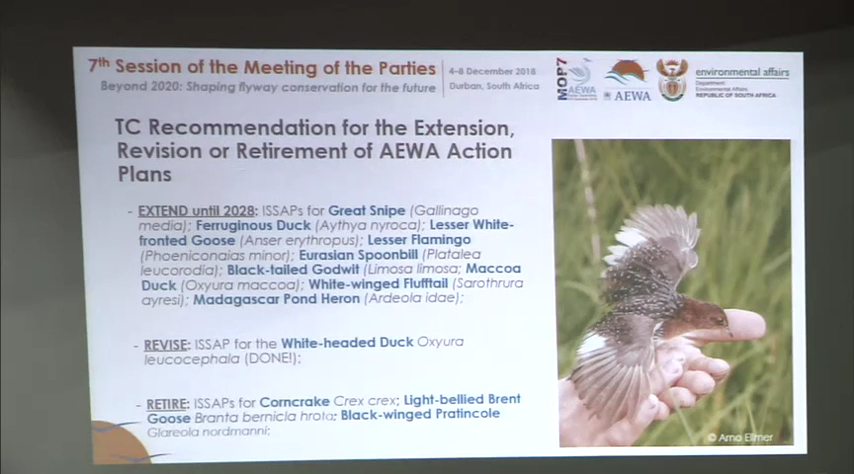 7th Session of the Meeting of the Parties
Beyond 2020: Shaping flyway conservation for the future
4-8 December 2018
Durban, South Africa
MOP7
AEWA
AEWA
environmental affairs
Department:
Environmental Affairs
REPUBLIC OF SOUTH AFRICA
TC Recommendation for the Extension,
Revision or Retirement of AEWA Action
Plans
- EXTEND until 2028: ISSAPs for Great Snipe (Gallinago
media); Ferruginous Duck (Aythya nyroca); Lesser White-
fronted Goose (Anser erythropus); Lesser Flamingo
(Phoeniconaias minor); Eurasian Spoonbill (Platalea
leucorodia); Black-tailed Godwit (Limosa limosa; Maccoa
Duck (Oxyura maccoa); White-winged Flufftail (Sarothrura
ayresi); Madagascar Pond Heron (Ardeola idae);
- REVISE: ISSAP for the White-headed Duck Oxyura
leucocephala (DONE!);
- RETIRE: ISSAPs for Corncrake Crex crex; Light-bellied Brent
Goose Branta bernicla hrota; Black-winged Pratincole
Glareola nordmanni;
© Arno Ellmer